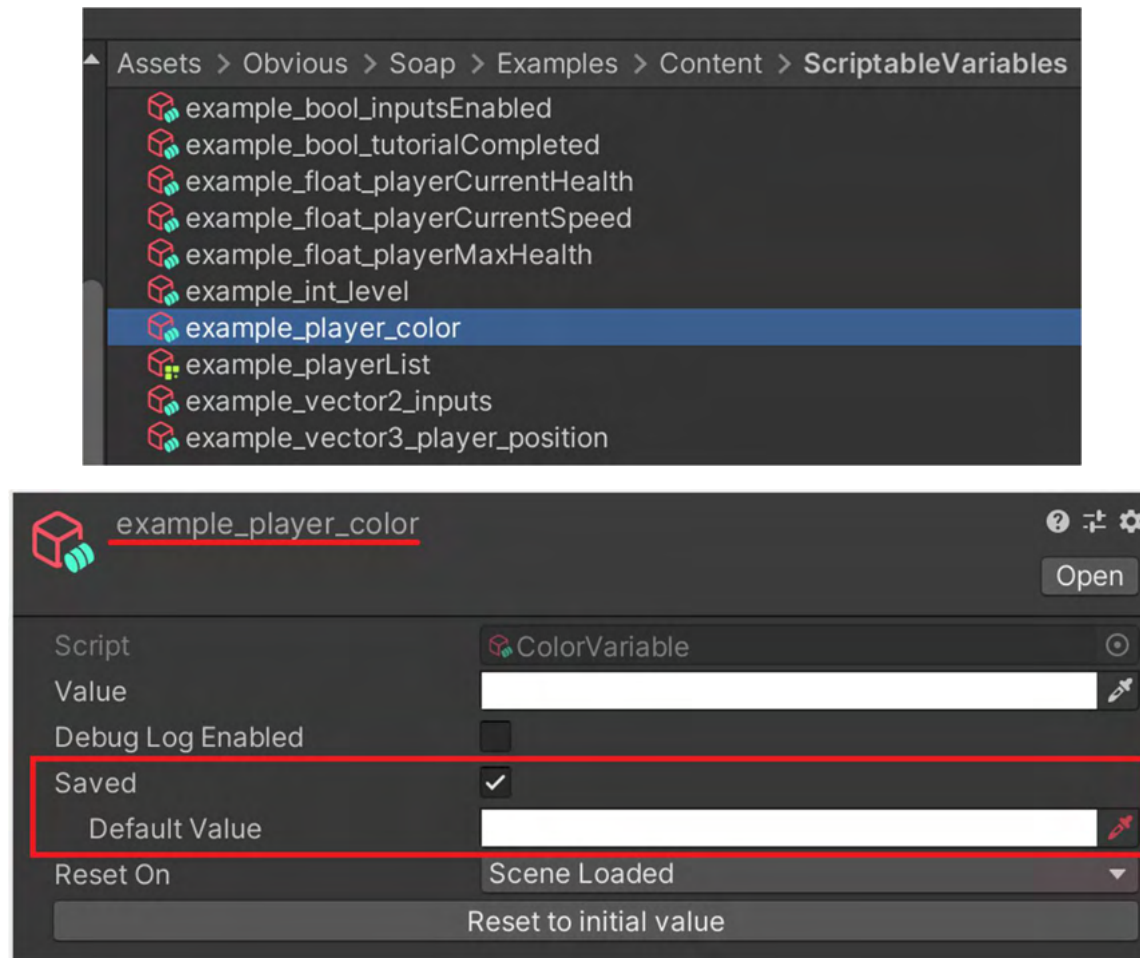 Assets > Obvious > Soap > Examples > Content > ScriptableVariables
example_bool_inputsEnabled
example_bool_tutorialCompleted
example_float_playerCurrentHealth
example_float_playerCurrentSpeed
example_float_playerMaxHealth
example_int_level
example_player_color
example_playerList
example_vector2_inputs
example_vector3_player_position
example_player_color
Open
Script ColorVariable
Value
Debug Log Enabled
Saved
Default Value
Reset On Scene Loaded
Reset to initial value